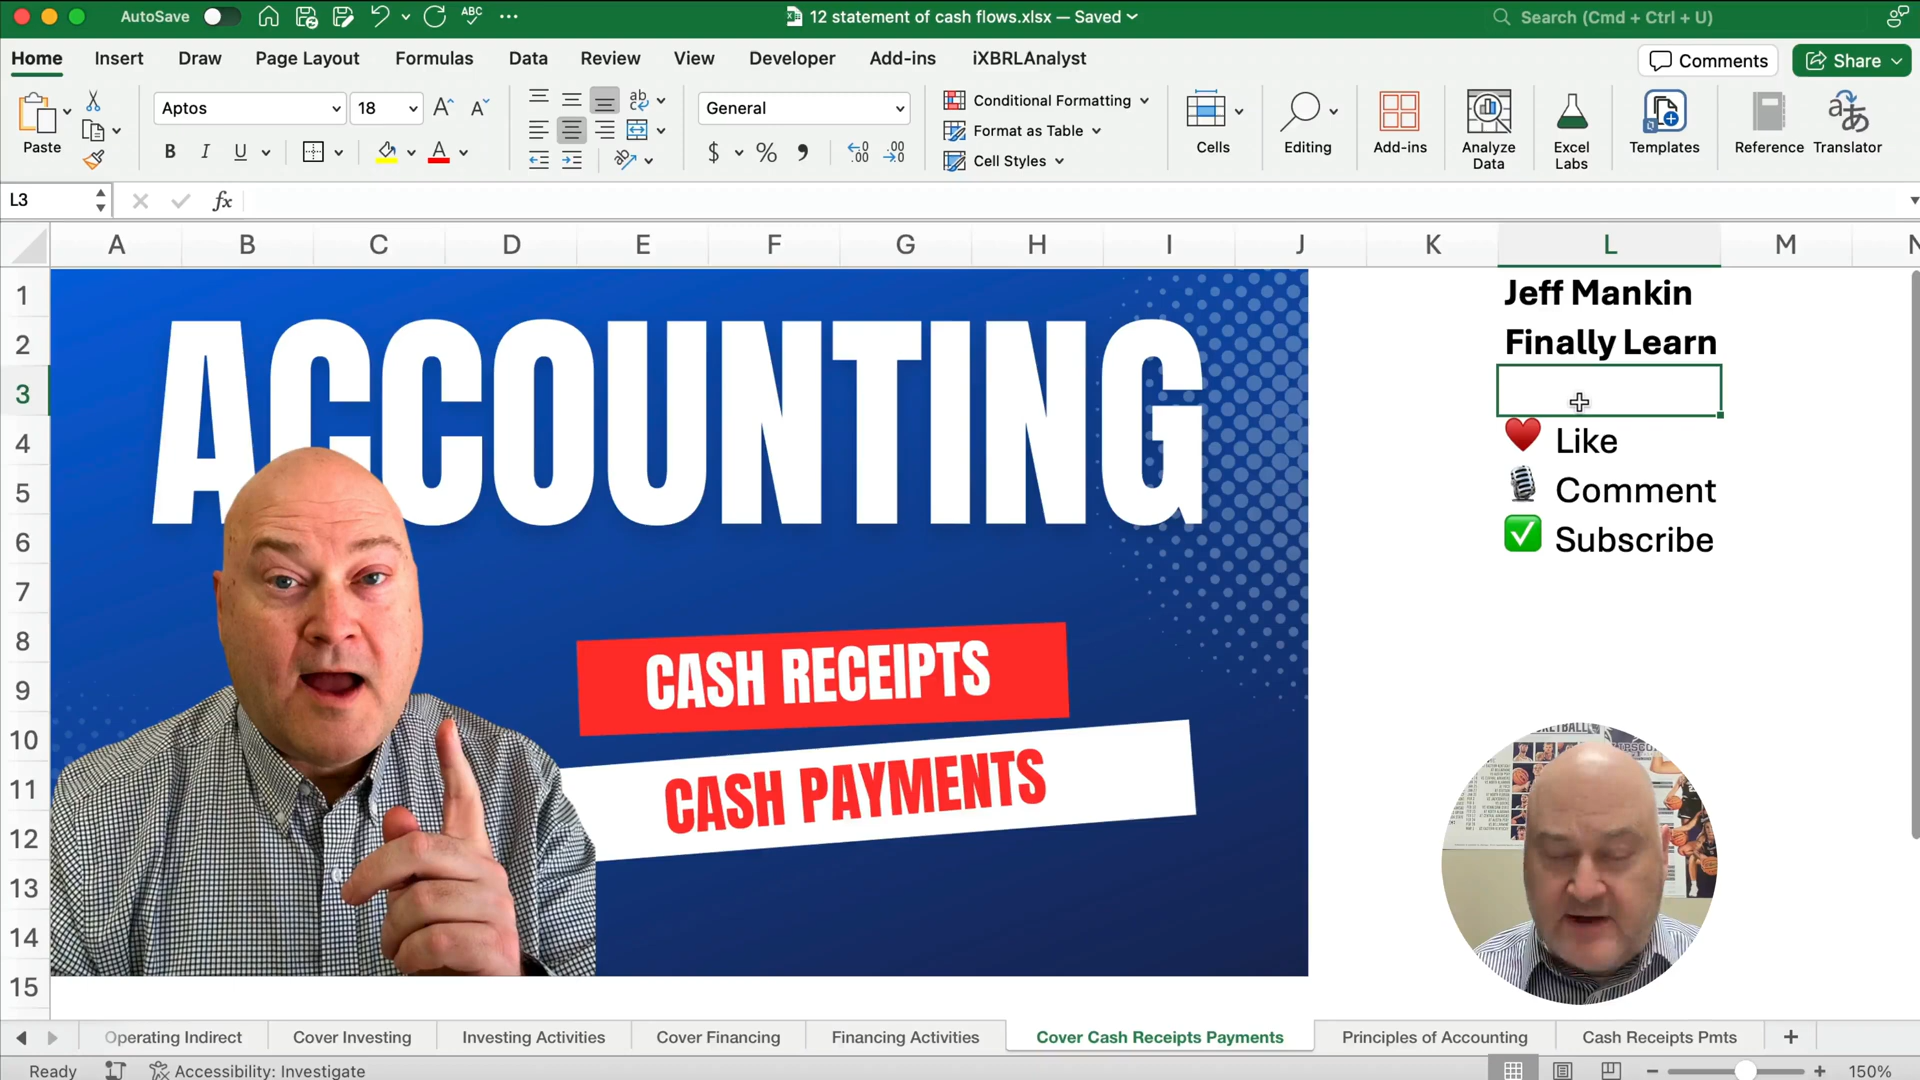 AutoSave
ABC
12 statement of cash flows.xlsx — Saved
Search (Cmd + Ctrl + U)
Home Insert Draw Page Layout Formulas Data Review View Developer Add-ins iXBRLAnalyst
Comments
Share
Paste
Aptos
18
B I U
General
Conditional Formatting
Format as Table
Cell Styles
Cells
Editing
Add-ins
Analyze
Data
Excel
Labs
Templates
Reference
Translator
L3
fx
A B C D E F G H I J K L M N
1
2
3
4
5
6
7
8
9
10
11
12
13
14
15
ACCOUNTING
CASH RECEIPTS
CASH PAYMENTS
Jeff Mankin
Finally Learn
Like
Comment
Subscribe
Operating Indirect Cover Investing Investing Activities Cover Financing Financing Activities Cover Cash Receipts Payments Principles of Accounting Cash Receipts Pmts
Ready
Accessibility: Investigate
150%